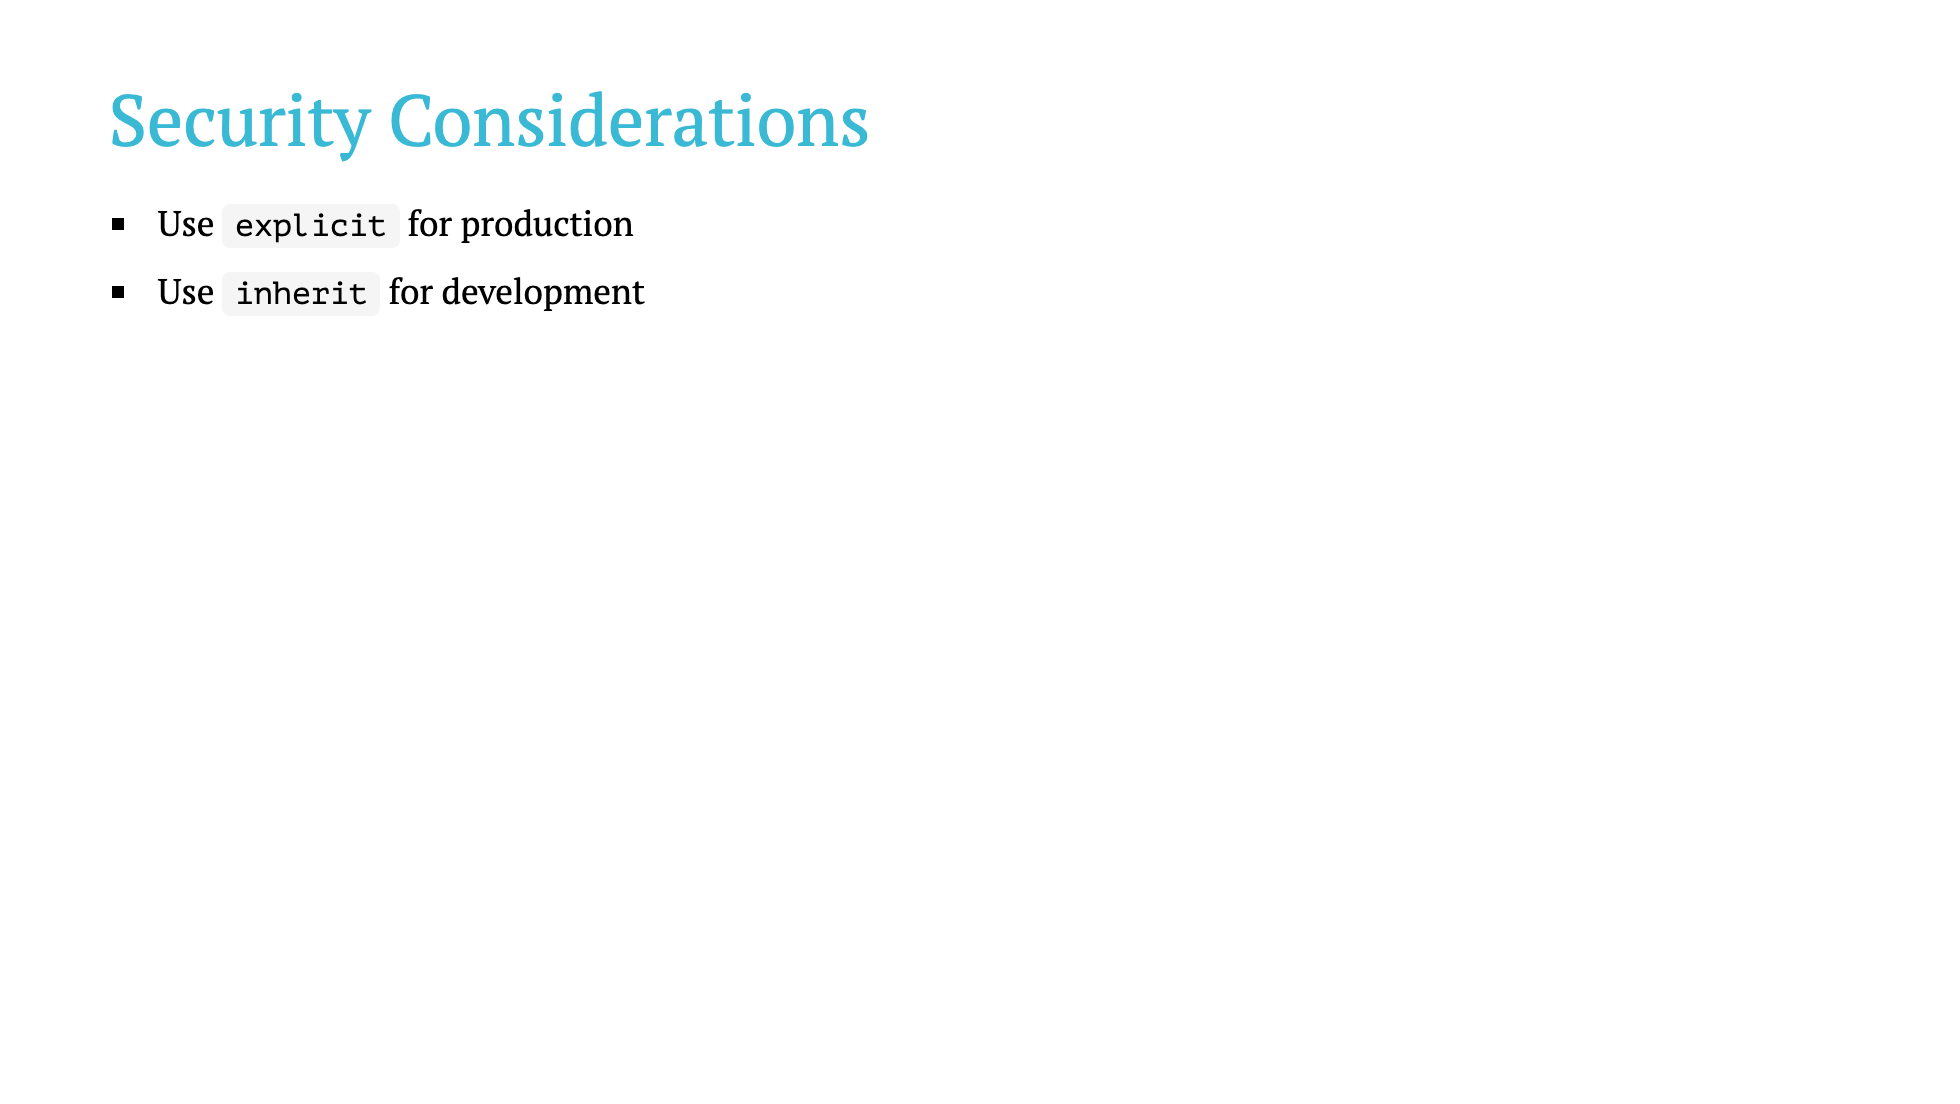 Security Considerations
▪ Use explicit for production
▪ Use inherit for development